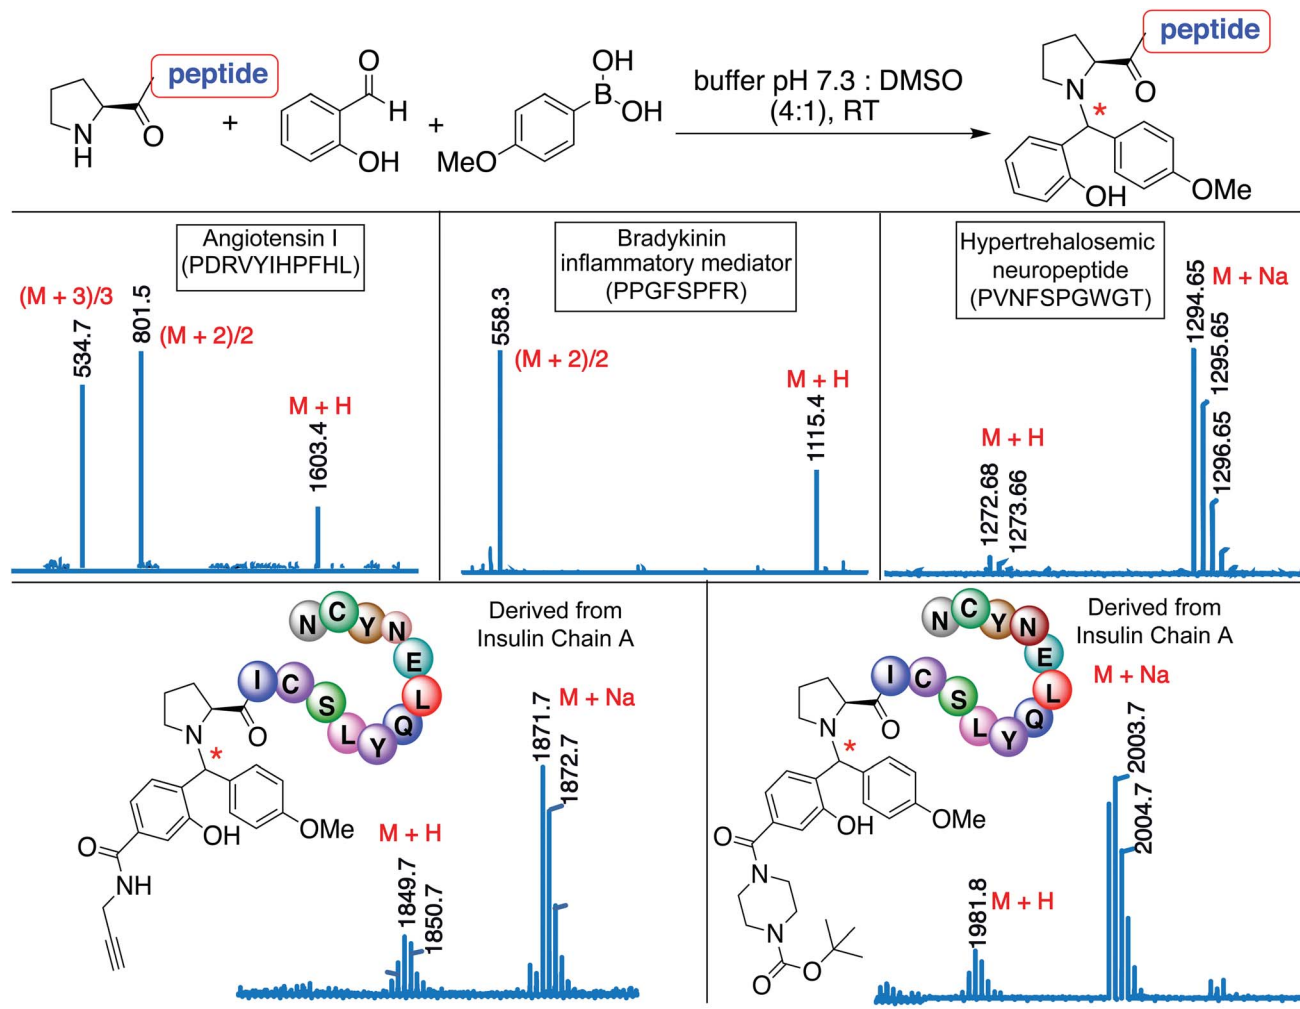 peptide
N
H
O
+
O
H
OH
+
OH
B
OH
MeO
buffer pH 7.3 : DMSO
(4:1), RT
peptide
N
O
*
OH
OMe
Angiotensin I
(PDRVYIHPFHL)
(M + 3)/3
534.7
801.5
(M + 2)/2
M + H
1603.4
Bradykinin
inflammatory mediator
(PPGFSPFR)
558.3
(M + 2)/2
M + H
1115.4
Hypertrehalosemic
neuropeptide
(PVNFSPGWGT)
M + H
1272.68
1273.66
1294.65
M + Na
1295.65
1296.65
Derived from
Insulin Chain A
N C Y N E L Q Y L S C I
N
O
*
OH
OMe
O
NH
M + H
1849.7
1850.7
1871.7
M + Na
1872.7
Derived from
Insulin Chain A
N C Y N E L Q Y L S C I
N
O
*
OH
OMe
O
N
N
O
O
1981.8
M + H
M + Na
2003.7
2004.7